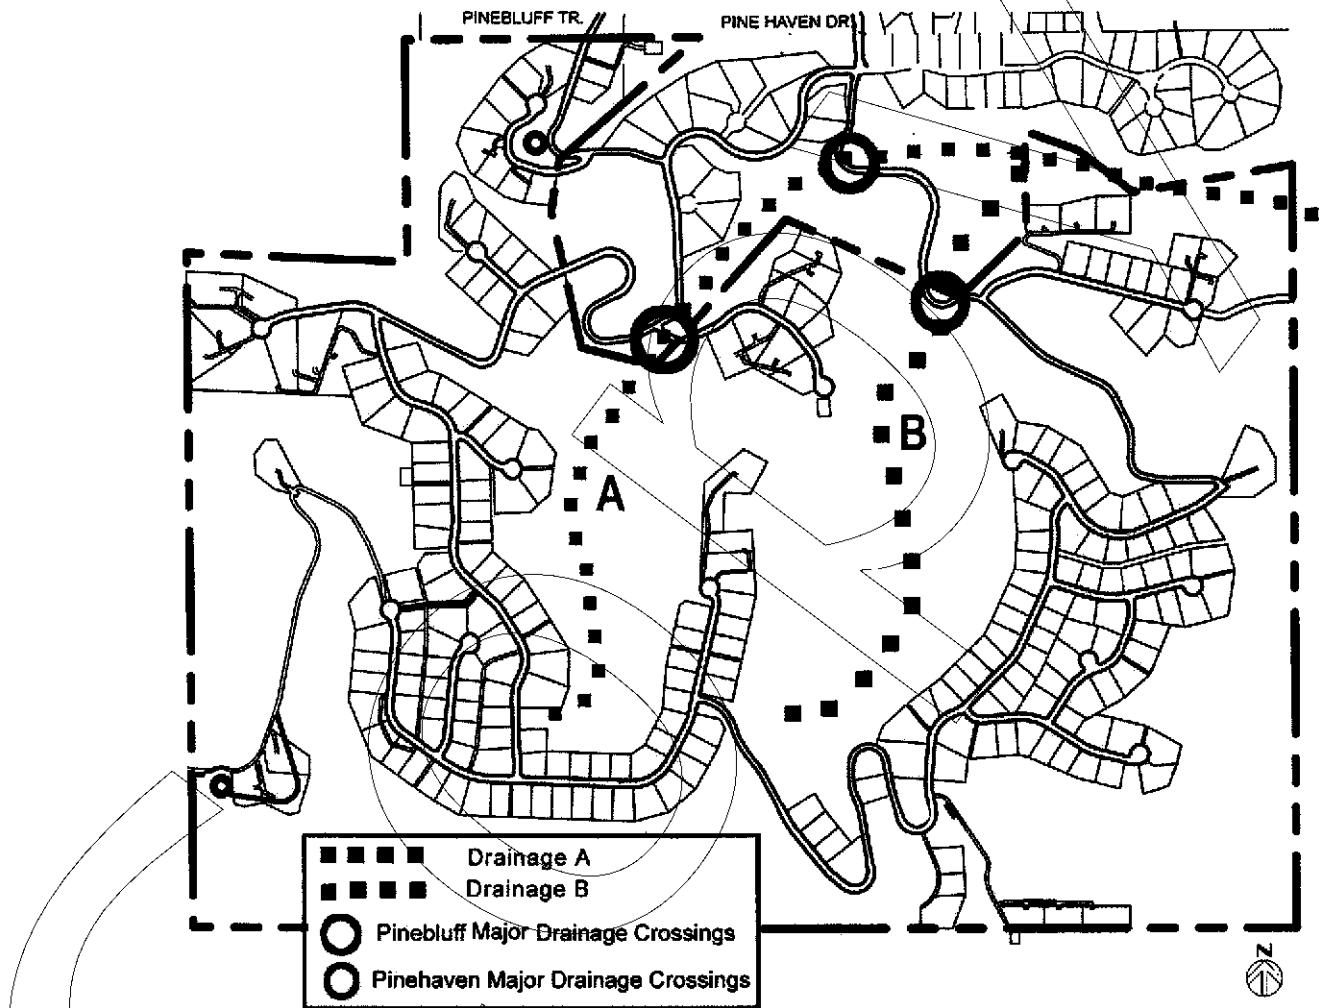 PINEBLUFF TR.
PINE HAVEN DR.
B
A
Drainage A
Drainage B
Pinebluff Major Drainage Crossings
Pinehaven Major Drainage Crossings
N